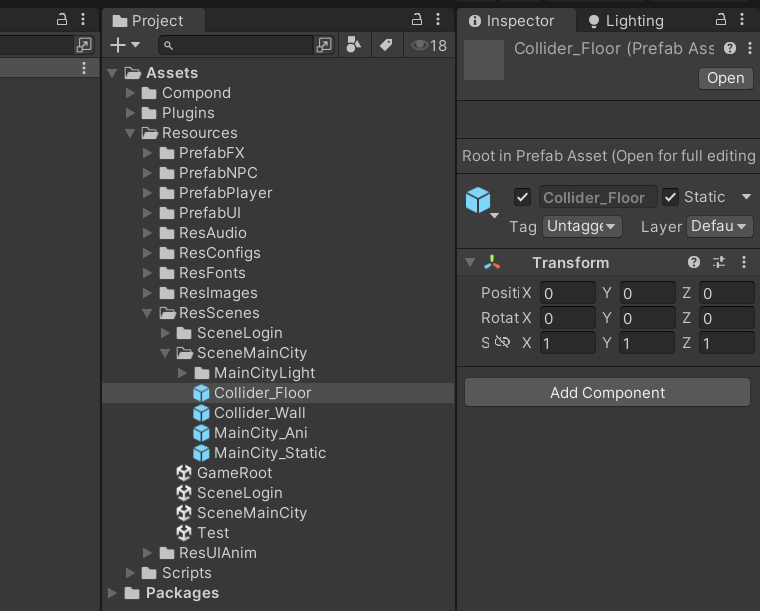 Project
Inspector
Lighting
18
Collider_Floor (Prefab Ass
Open
Root in Prefab Asset (Open for full editing
Collider_Floor
Static
Tag
Untagge
Layer
Defau
Transform
Positi X 0 Y 0 Z 0
Rotat X 0 Y 0 Z 0
S X 1 Y 1 Z 1
Add Component
Assets
Compond
Plugins
Resources
PrefabFX
PrefabNPC
PrefabPlayer
PrefabUI
ResAudio
ResConfigs
ResFonts
ResImages
ResScenes
SceneLogin
SceneMainCity
MainCityLight
Collider_Floor
Collider_Wall
MainCity_Ani
MainCity_Static
GameRoot
SceneLogin
SceneMainCity
Test
ResUIAnim
Scripts
Packages